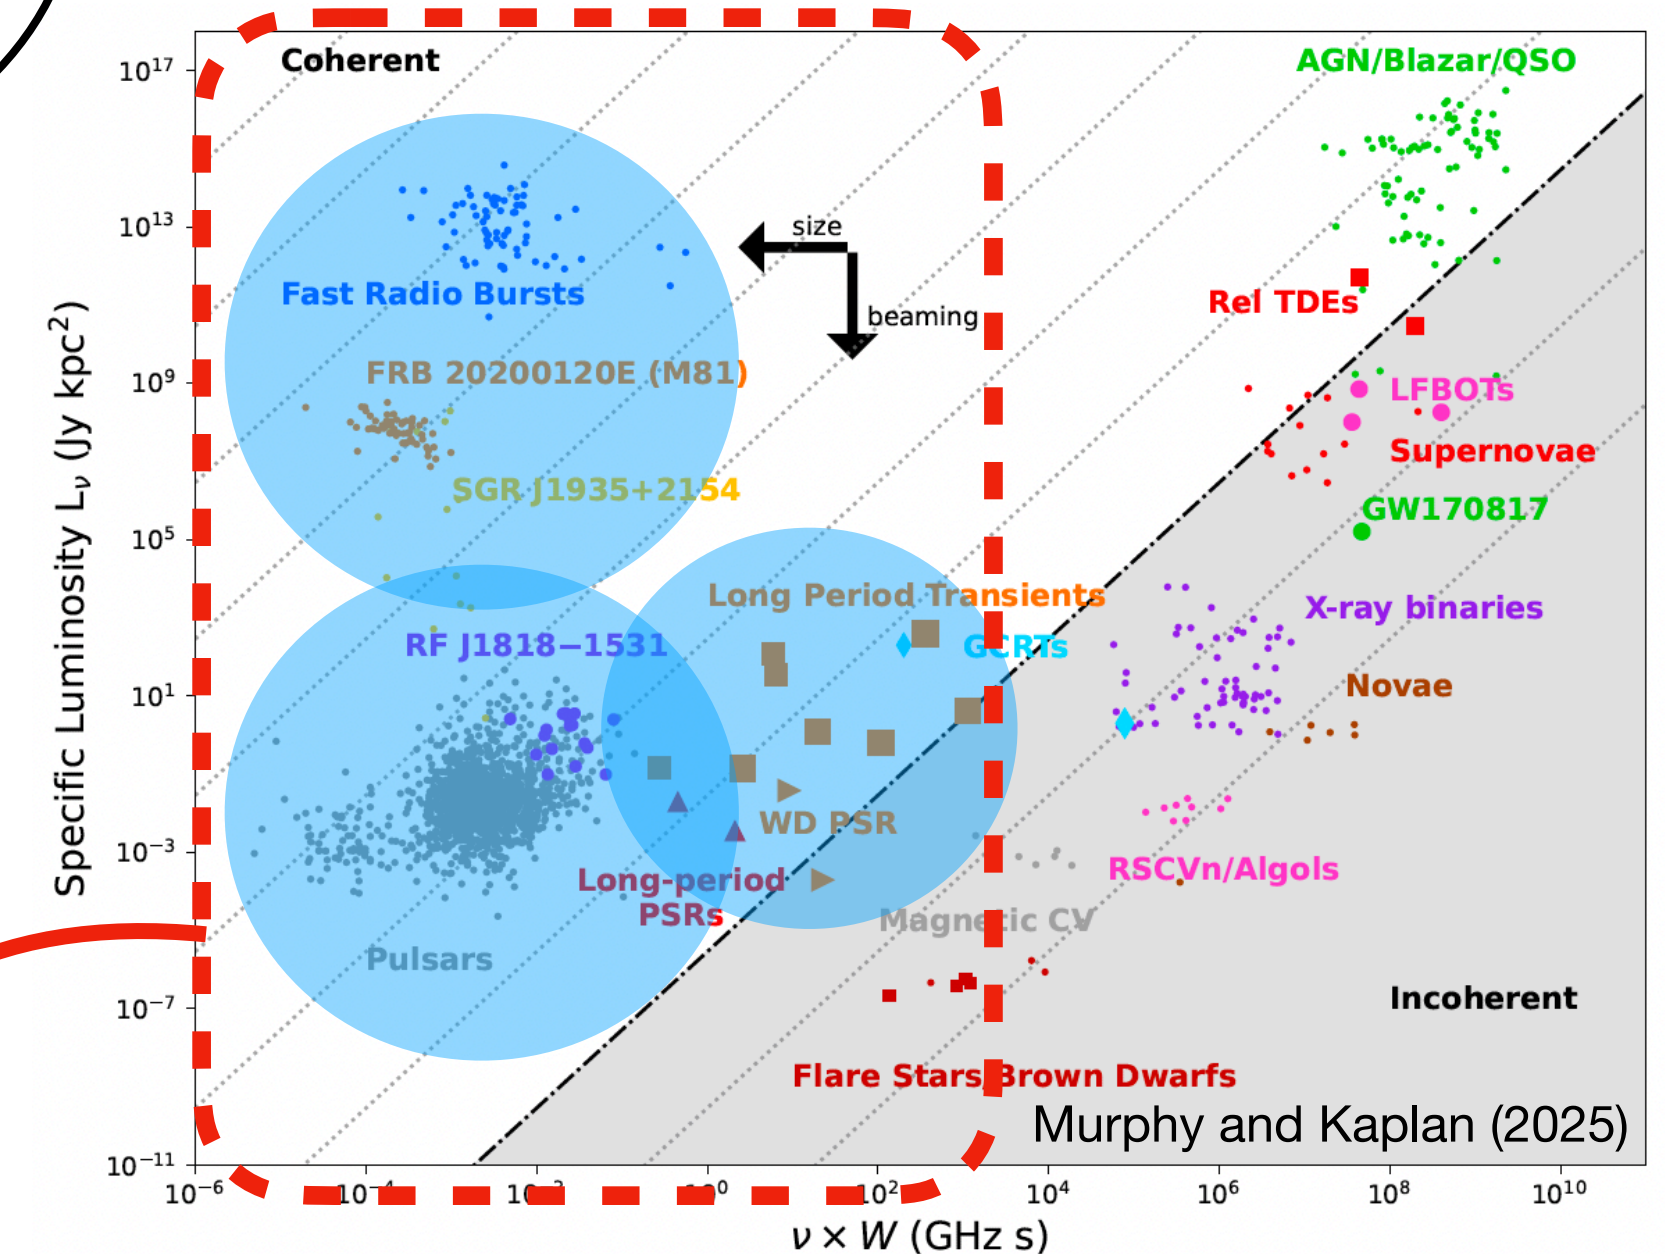 Coherent
AGN/Blazar/QSO
10^17
10^13
10^9
10^5
10^1
10^−3
10^−7
10^−11
Specific Luminosity L_ν (Jy kpc^2)
size
beaming
Fast Radio Bursts
Rel TDEs
FRB 20200120E (M81)
LFBOTs
Supernovae
SGR J1935+2154
GW170817
Long Period Transients
X-ray binaries
RF J1818−1531
GCRTs
Novae
WD PSR
RSCVn/Algols
Long-period
PSRs
Magnetic CV
Pulsars
Incoherent
Flare Stars/Brown Dwarfs
Murphy and Kaplan (2025)
10^−6
10^−4
10^−2
10^0
10^2
10^4
10^6
10^8
10^10
ν × W (GHz s)